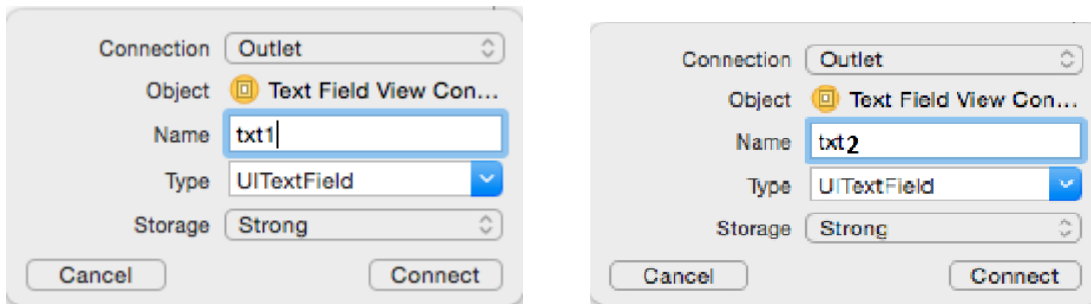 Connection Outlet
Object Text Field View Con...
Name txt1
Type UITextField
Storage Strong
Cancel Connect
Connection Outlet
Object Text Field View Con...
Name txt2
Type UITextField
Storage Strong
Cancel Connect